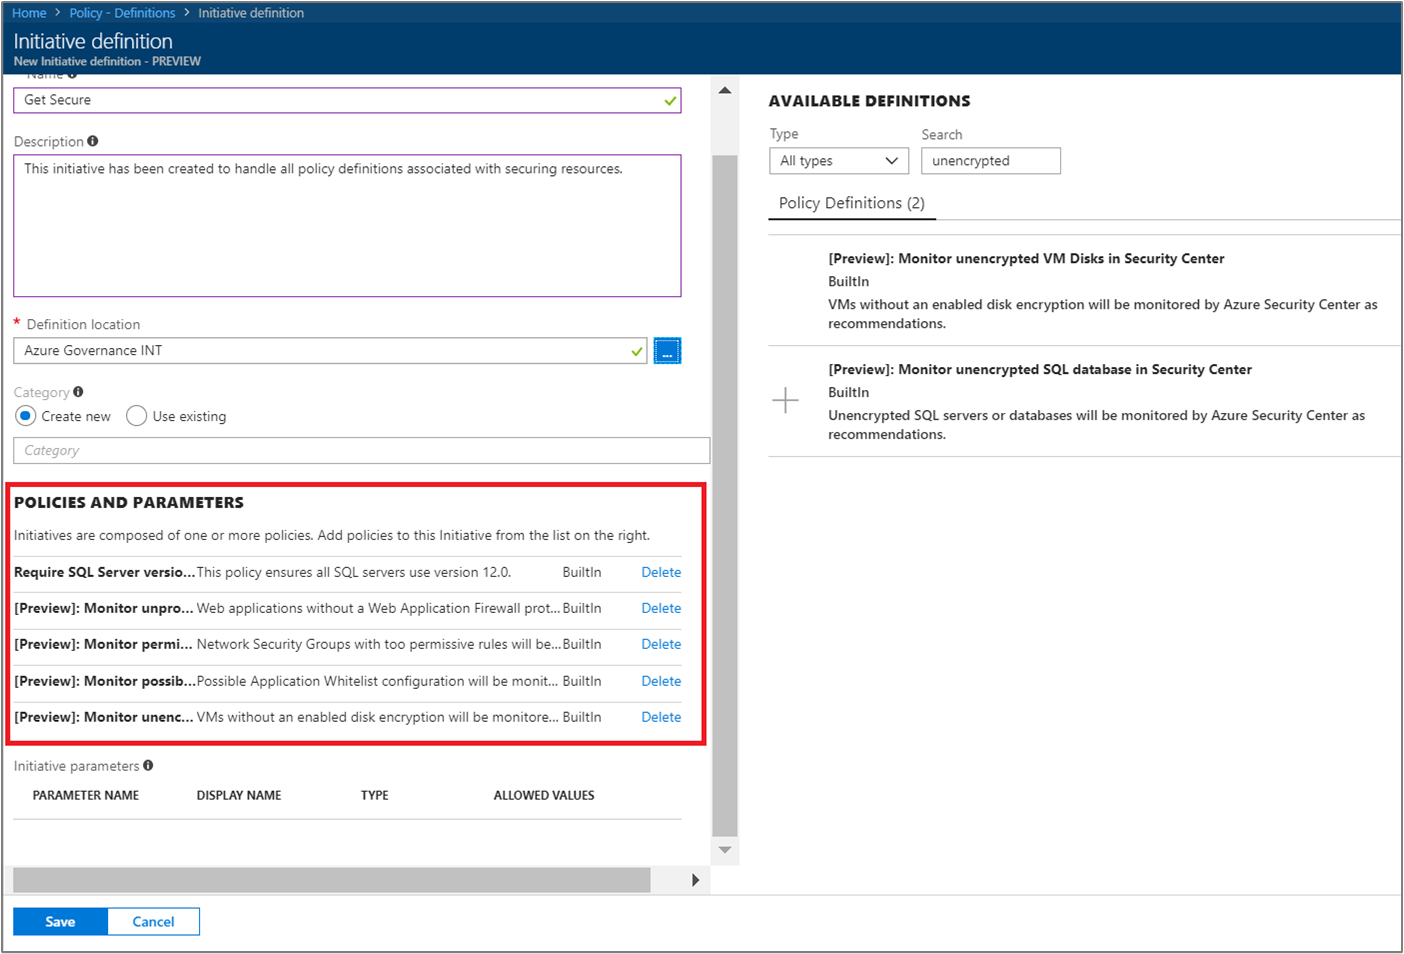 Home > Policy - Definitions > Initiative definition
Initiative definition
New Initiative definition - PREVIEW
Name
Get Secure
Description
This initiative has been created to handle all policy definitions associated with securing resources.
* Definition location
Azure Governance INT
...
Category
Create new
Use existing
Category
POLICIES AND PARAMETERS
Initiatives are composed of one or more policies. Add policies to this Initiative from the list on the right.
Require SQL Server versio... This policy ensures all SQL servers use version 12.0. BuiltIn Delete
[Preview]: Monitor unpro... Web applications without a Web Application Firewall prot... BuiltIn Delete
[Preview]: Monitor permi... Network Security Groups with too permissive rules will be... BuiltIn Delete
[Preview]: Monitor possib... Possible Application Whitelist configuration will be monit... BuiltIn Delete
[Preview]: Monitor unenc... VMs without an enabled disk encryption will be monitore... BuiltIn Delete
Initiative parameters
PARAMETER NAME DISPLAY NAME TYPE ALLOWED VALUES
Save
Cancel
AVAILABLE DEFINITIONS
Type Search
All types unencrypted
Policy Definitions (2)
[Preview]: Monitor unencrypted VM Disks in Security Center
BuiltIn
VMs without an enabled disk encryption will be monitored by Azure Security Center as
recommendations.
[Preview]: Monitor unencrypted SQL database in Security Center
BuiltIn
Unencrypted SQL servers or databases will be monitored by Azure Security Center as
recommendations.